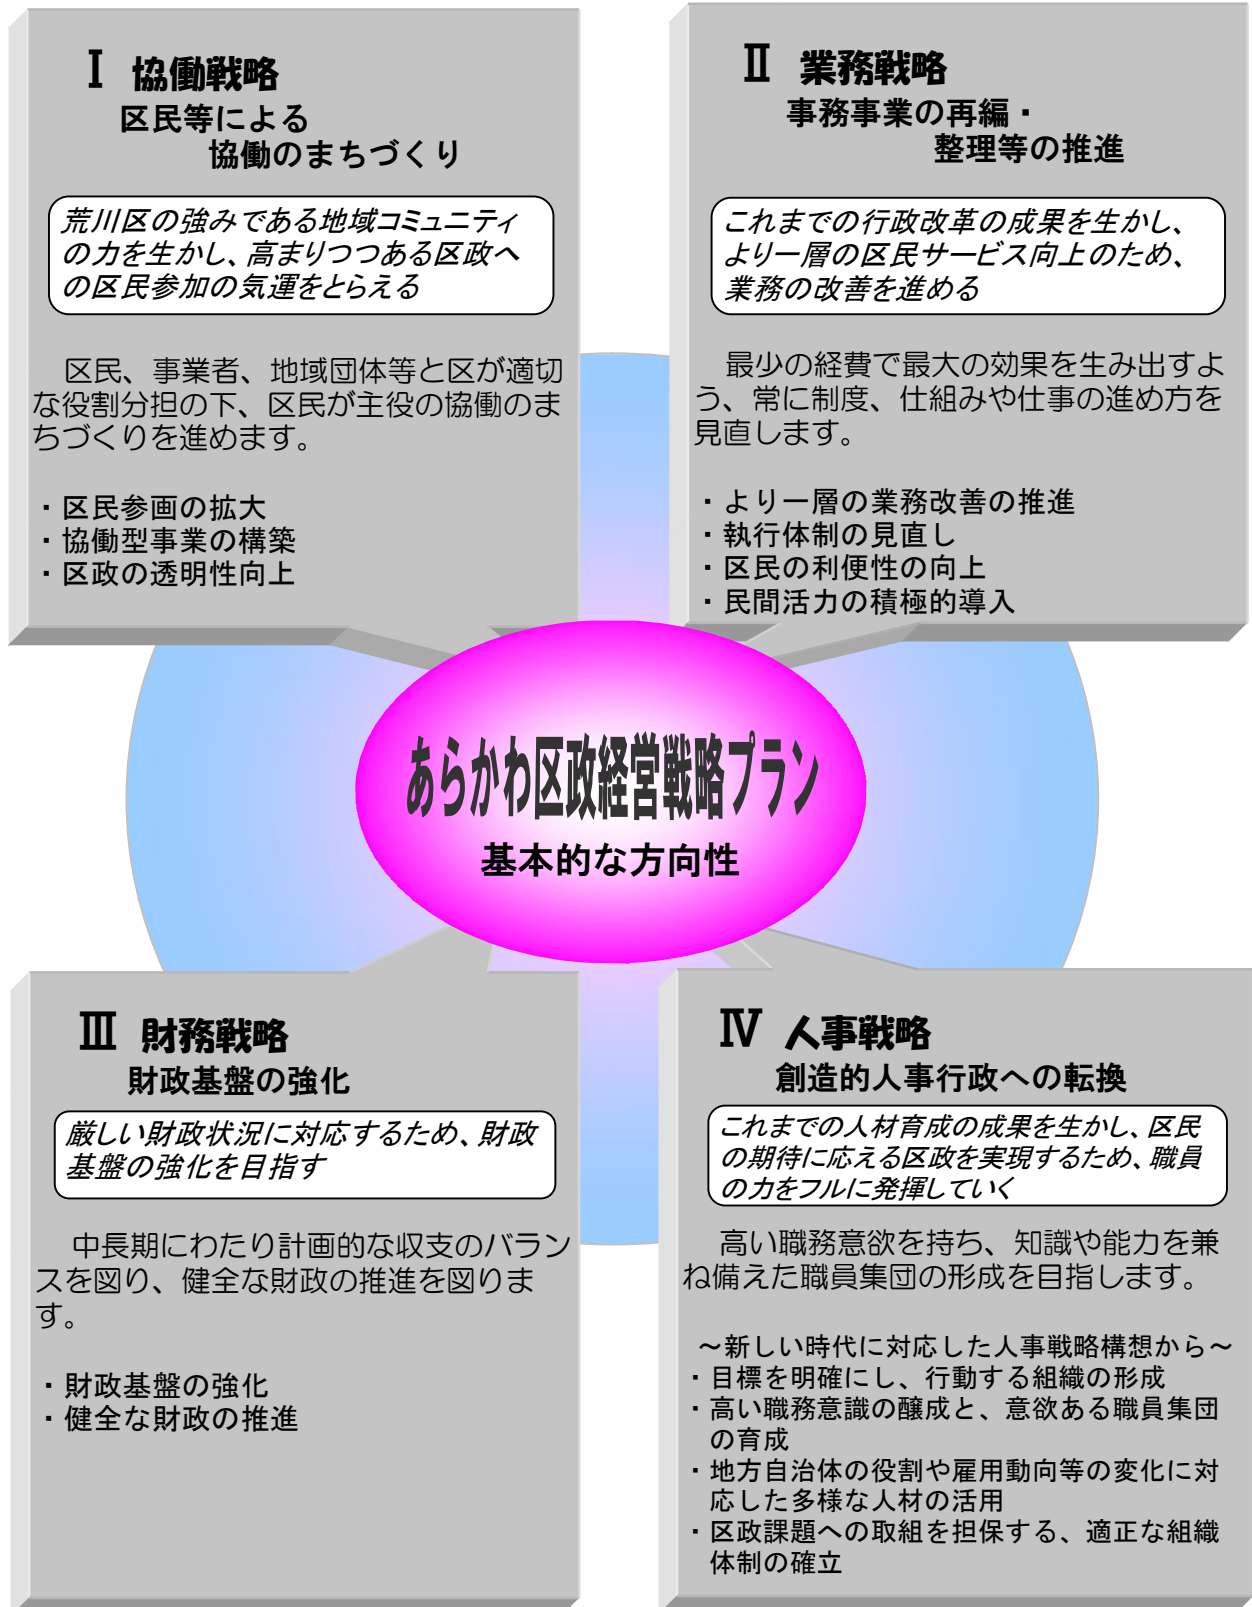 Ⅰ 協働戦略
区民等による
協働のまちづくり
荒川区の強みである地域コミュニティ
の力を生かし、高まりつつある区政へ
の区民参加の気運をとらえる
区民、事業者、地域団体等と区が適切
な役割分担の下、区民が主役の協働のま
ちづくりを進めます。
・区民参画の拡大
・協働型事業の構築
・区政の透明性向上
Ⅱ 業務戦略
事務事業の再編・
整理等の推進
これまでの行政改革の成果を生かし、
より一層の区民サービス向上のため、
業務の改善を進める
最少の経費で最大の効果を生み出すよ
う、常に制度、仕組みや仕事の進め方を
見直します。
・より一層の業務改善の推進
・執行体制の見直し
・区民の利便性の向上
・民間活力の積極的導入
あらかわ区政経営戦略プラン
基本的な方向性
Ⅲ 財務戦略
財政基盤の強化
厳しい財政状況に対応するため、財政
基盤の強化を目指す
中長期にわたり計画的な収支のバラン
スを図り、健全な財政の推進を図りま
す。
・財政基盤の強化
・健全な財政の推進
Ⅳ 人事戦略
創造的人事行政への転換
これまでの人材育成の成果を生かし、区民
の期待に応える区政を実現するため、職員
の力をフルに発揮していく
高い職務意欲を持ち、知識や能力を兼
ね備えた職員集団の形成を目指します。
～新しい時代に対応した人事戦略構想から～
・目標を明確にし、行動する組織の形成
・高い職務意識の醸成と、意欲ある職員集団
の育成
・地方自治体の役割や雇用動向等の変化に対
応した多様な人材の活用
・区政課題への取組を担保する、適正な組織
体制の確立